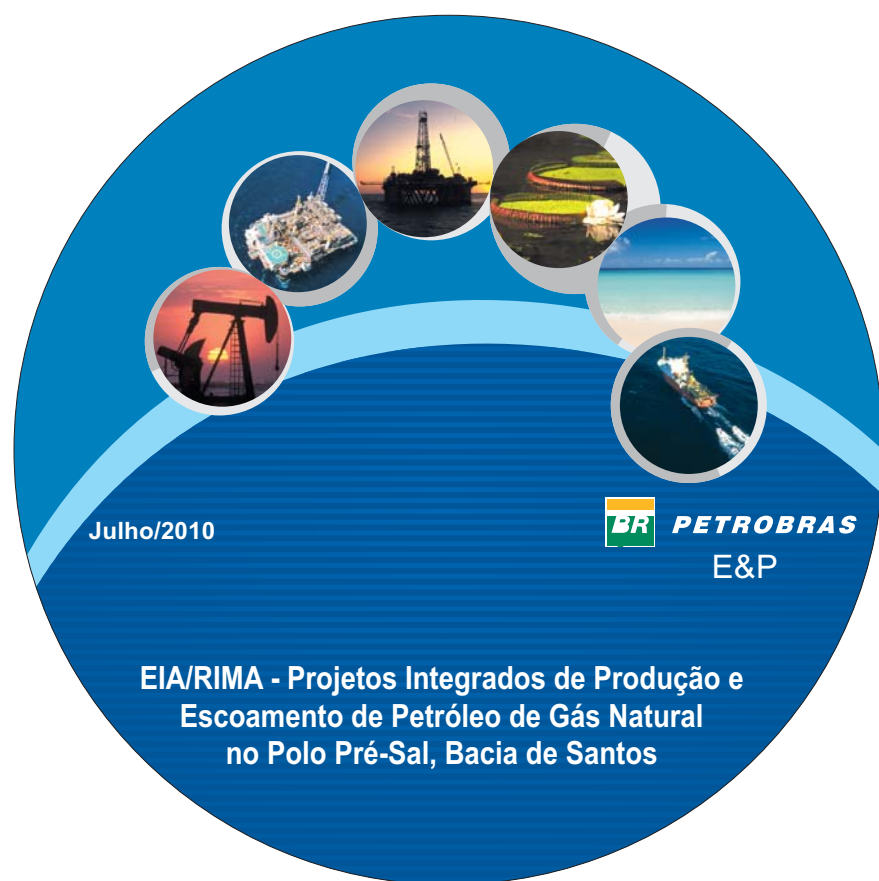 Julho/2010
BR PETROBRAS
E&P
EIA/RIMA - Projetos Integrados de Produção e
Escoamento de Petróleo de Gás Natural
no Polo Pré-Sal, Bacia de Santos